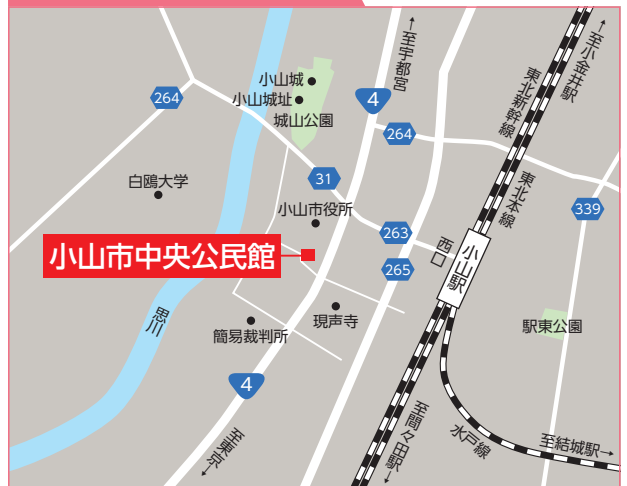 ←至宇都宮
←至小金井駅
東北新幹線
小山城
小山城址
城山公園
264
4
264
東北本線
白鴎大学
31
小山市役所
263
339
西口
小山駅
小山市中央公民館
265
思川
簡易裁判所
現声寺
駅東公園
4
至東京→
至間々田駅→
水戸線
至結城駅→